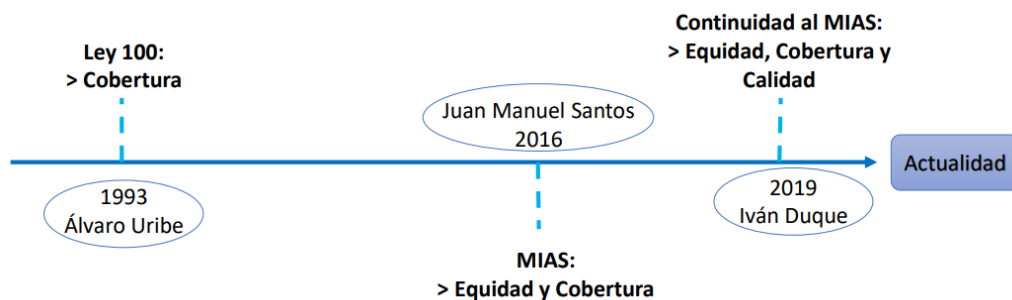 Ley 100:
> Cobertura
1993
Álvaro Uribe
Juan Manuel Santos
2016
MIAS:
> Equidad y Cobertura
Continuidad al MIAS:
> Equidad, Cobertura y
Calidad
2019
Iván Duque
Actualidad